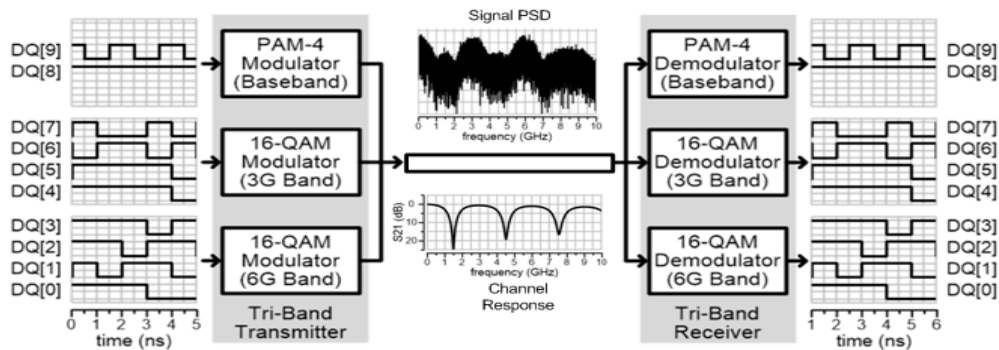 Signal PSD
DQ[9]
DQ[8]
PAM-4
Modulator
(Baseband)
0 1 2 3 4 5 6 7 8 9 10
frequency (GHz)
PAM-4
Demodulator
(Baseband)
DQ[9]
DQ[8]
DQ[7]
DQ[6]
DQ[5]
DQ[4]
16-QAM
Modulator
(3G Band)
16-QAM
Demodulator
(3G Band)
DQ[7]
DQ[6]
DQ[5]
DQ[4]
DQ[3]
DQ[2]
DQ[1]
DQ[0]
16-QAM
Modulator
(6G Band)
S21 (dB)
0
10
20
0 1 2 3 4 5 6 7 8 9 10
frequency (GHz)
Channel
Response
16-QAM
Demodulator
(6G Band)
DQ[3]
DQ[2]
DQ[1]
DQ[0]
0 1 2 3 4 5
time (ns)
Tri-Band
Transmitter
Tri-Band
Receiver
1 2 3 4 5 6
time (ns)